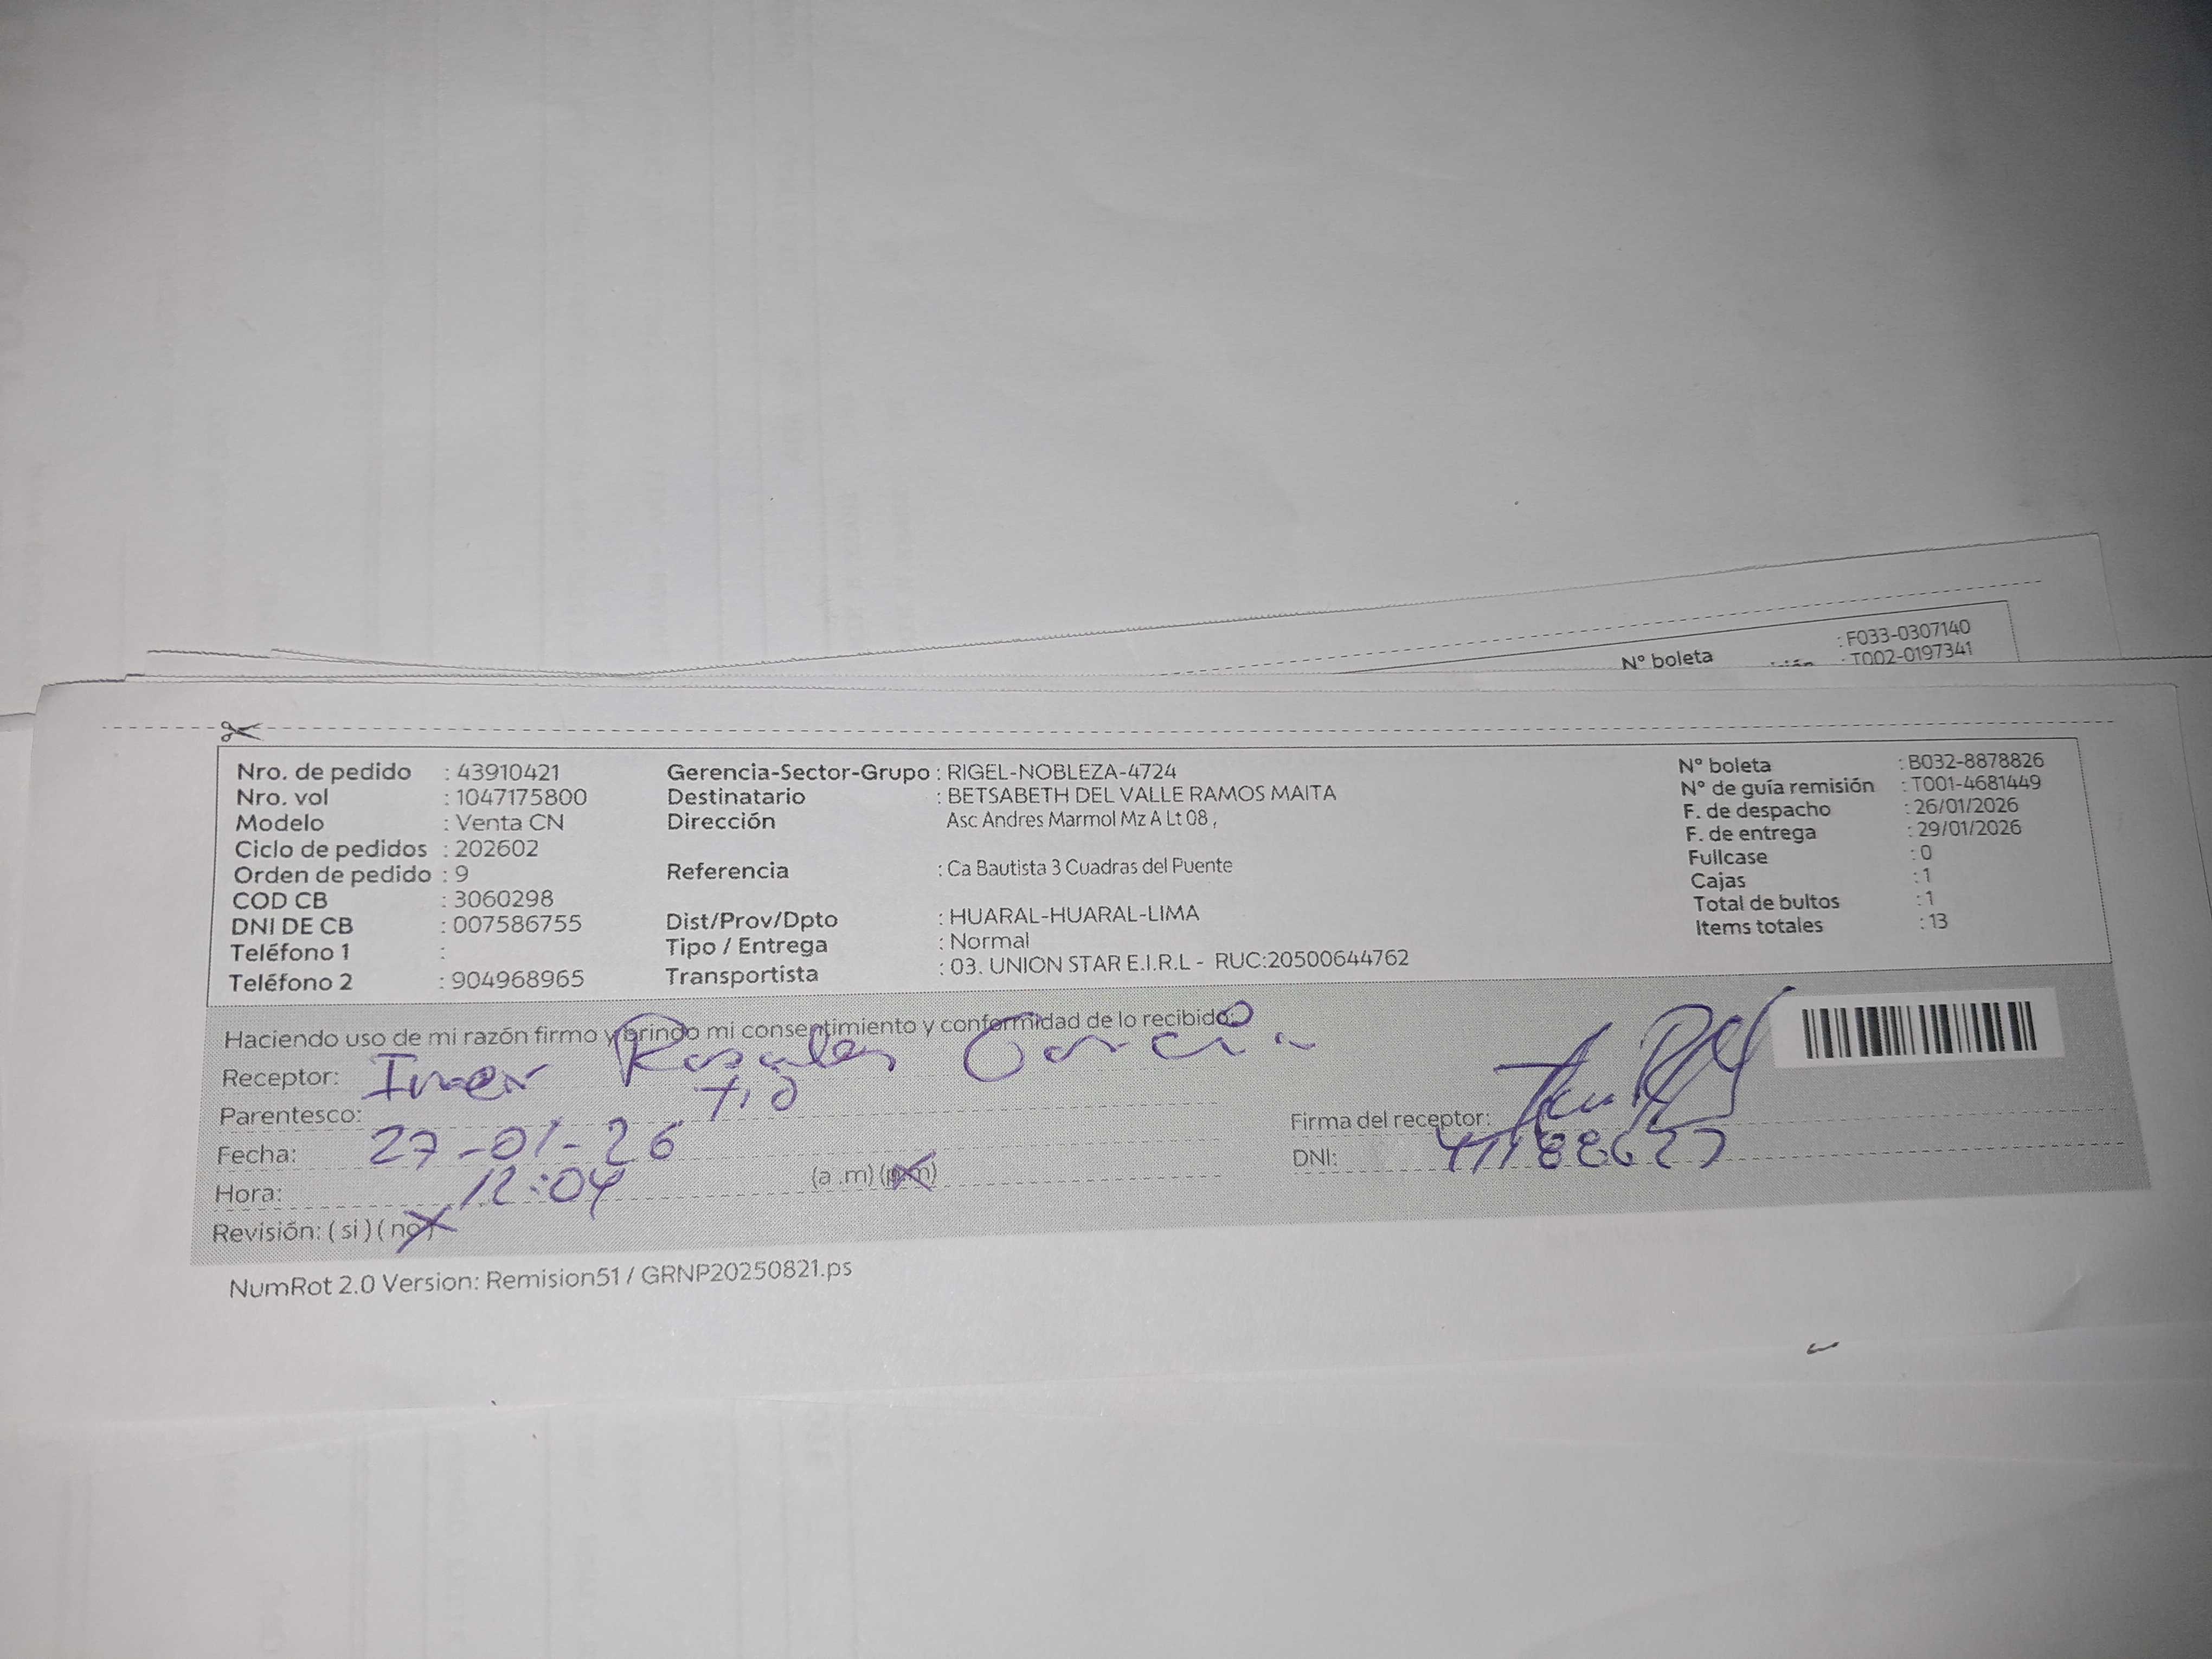 Nº boleta : F033-0307140
: T002-0197341
Nro. de pedido : 43910421
Nro. vol : 1047175800
Modelo : Venta CN
Ciclo de pedidos : 202602
Orden de pedido : 9
COD CB : 3060298
DNI DE CB : 007586755
Teléfono 1 :
Teléfono 2 : 904968965
Gerencia-Sector-Grupo : RIGEL-NOBLEZA-4724
Destinatario : BETSABETH DEL VALLE RAMOS MAITA
Dirección Asc Andres Marmol Mz A Lt 08 ,
Referencia : Ca Bautista 3 Cuadras del Puente
Dist/Prov/Dpto : HUARAL-HUARAL-LIMA
Tipo / Entrega : Normal
Transportista : 03. UNION STAR E.I.R.L - RUC:20500644762
Nº boleta : B032-8878826
Nº de guía remisión : T001-4681449
F. de despacho : 26/01/2026
F. de entrega : 29/01/2026
Fullcase : 0
Cajas : 1
Total de bultos : 1
Items totales : 13
Haciendo uso de mi razón firmo y brindo mi consentimiento y conformidad de lo recibido.
Receptor: Rosales Garcia
Parentesco: tio
Fecha: 27-01-26
Hora: 12:04 (a .m) (p.m)
Revisión: ( si ) ( no )
Firma del receptor:
DNI:
NumRot 2.0 Version: Remision51 / GRNP20250821.ps